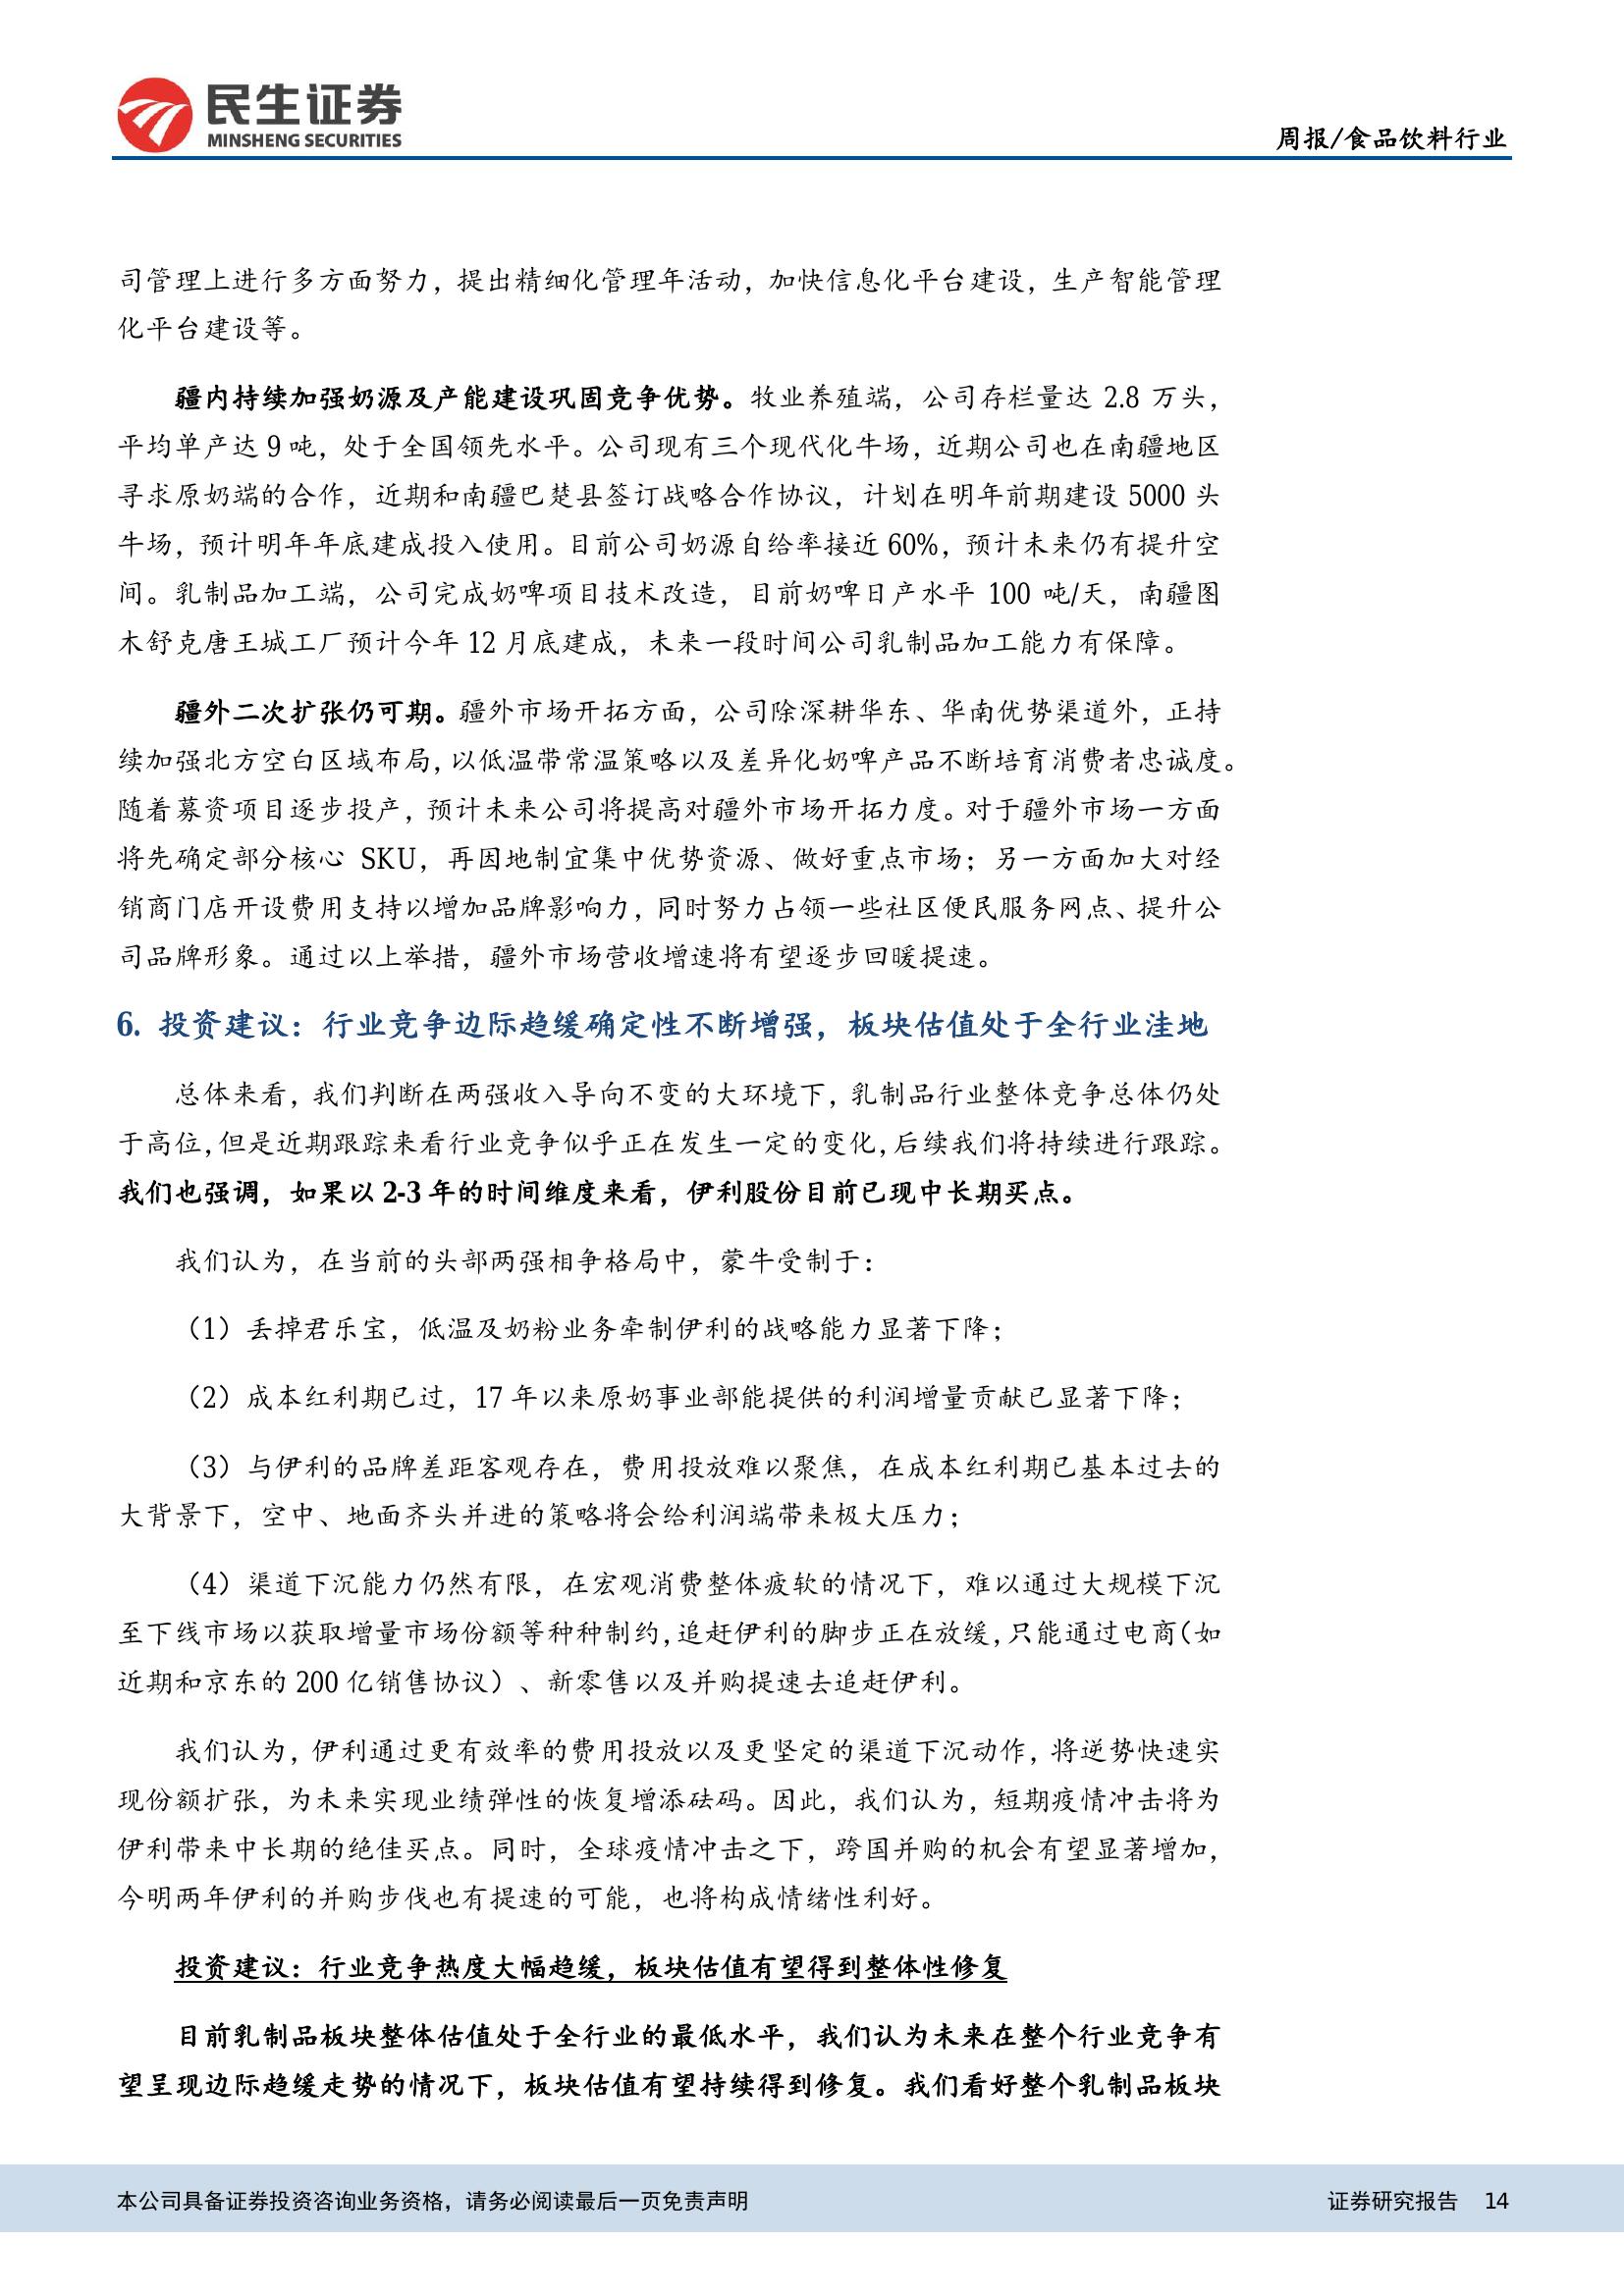 民生证券
MINSHENG SECURITIES
周报/食品饮料行业
司管理上进行多方面努力，提出精细化管理年活动，加快信息化平台建设，生产智能管理
化平台建设等。
疆内持续加强奶源及产能建设巩固竞争优势。牧业养殖端，公司存栏量达 2.8 万头，
平均单产达 9 吨，处于全国领先水平。公司现有三个现代化牛场，近期公司也在南疆地区
寻求原奶端的合作，近期和南疆巴楚县签订战略合作协议，计划在明年前期建设 5000 头
牛场，预计明年年底建成投入使用。目前公司奶源自给率接近 60%，预计未来仍有提升空
间。乳制品加工端，公司完成奶啤项目技术改造，目前奶啤日产水平 100 吨/天，南疆图
木舒克唐王城工厂预计今年 12 月底建成，未来一段时间公司乳制品加工能力有保障。
疆外二次扩张仍可期。疆外市场开拓方面，公司除深耕华东、华南优势渠道外，正持
续加强北方空白区域布局，以低温带常温策略以及差异化奶啤产品不断培育消费者忠诚度。
随着募资项目逐步投产，预计未来公司将提高对疆外市场开拓力度。对于疆外市场一方面
将先确定部分核心 SKU，再因地制宜集中优势资源、做好重点市场；另一方面加大对经
销商门店开设费用支持以增加品牌影响力，同时努力占领一些社区便民服务网点、提升公
司品牌形象。通过以上举措，疆外市场营收增速将有望逐步回暖提速。
6. 投资建议：行业竞争边际趋缓确定性不断增强，板块估值处于全行业洼地
总体来看，我们判断在两强收入导向不变的大环境下，乳制品行业整体竞争总体仍处
于高位，但是近期跟踪来看行业竞争似乎正在发生一定的变化，后续我们将持续进行跟踪。
我们也强调，如果以 2-3 年的时间维度来看，伊利股份目前已现中长期买点。
我们认为，在当前的头部两强相争格局中，蒙牛受制于：
（1）丢掉君乐宝，低温及奶粉业务牵制伊利的战略能力显著下降；
（2）成本红利期已过，17 年以来原奶事业部能提供的利润增量贡献已显著下降；
（3）与伊利的品牌差距客观存在，费用投放难以聚焦，在成本红利期已基本过去的
大背景下，空中、地面齐头并进的策略将会给利润端带来极大压力；
（4）渠道下沉能力仍然有限，在宏观消费整体疲软的情况下，难以通过大规模下沉
至下线市场以获取增量市场份额等种种制约，追赶伊利的脚步正在放缓，只能通过电商（如
近期和京东的 200 亿销售协议）、新零售以及并购提速去追赶伊利。
我们认为，伊利通过更有效率的费用投放以及更坚定的渠道下沉动作，将逆势快速实
现份额扩张，为未来实现业绩弹性的恢复增添砝码。因此，我们认为，短期疫情冲击将为
伊利带来中长期的绝佳买点。同时，全球疫情冲击之下，跨国并购的机会有望显著增加，
今明两年伊利的并购步伐也有提速的可能，也将构成情绪性利好。
投资建议：行业竞争热度大幅趋缓，板块估值有望得到整体性修复
目前乳制品板块整体估值处于全行业的最低水平，我们认为未来在整个行业竞争有
望呈现边际趋缓走势的情况下，板块估值有望持续得到修复。我们看好整个乳制品板块
本公司具备证券投资咨询业务资格，请务必阅读最后一页免责声明
证券研究报告 14